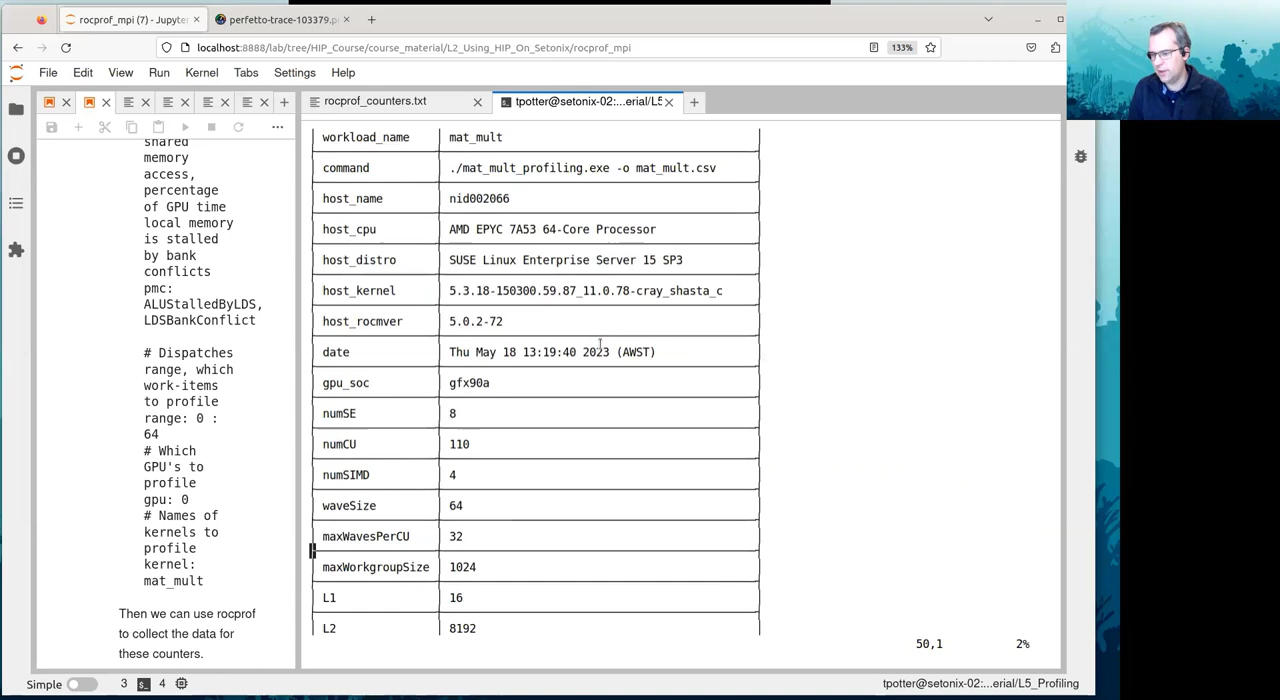 rocprof_mpi (7) - Jupyter
perfetto-trace-103379.p
localhost:8888/lab/tree/HIP_Course/course_material/L2_Using_HIP_On_Setonix/rocprof_mpi
133%
File Edit View Run Kernel Tabs Settings Help
rocprof_counters.txt
tpotter@setonix-02:...erial/L5
shared
memory
access,
percentage
of GPU time
local memory
is stalled
by bank
conflicts
pmc:
ALUStalledByLDS,
LDSBankConflict
# Dispatches
range, which
work-items
to profile
range: 0 :
64
# Which
GPU's to
profile
gpu: 0
# Names of
kernels to
profile
kernel:
mat_mult
Then we can use rocprof
to collect the data for
these counters.
workload_name mat_mult
command ./mat_mult_profiling.exe -o mat_mult.csv
host_name nid002066
host_cpu AMD EPYC 7A53 64-Core Processor
host_distro SUSE Linux Enterprise Server 15 SP3
host_kernel 5.3.18-150300.59.87_11.0.78-cray_shasta_c
host_rocmver 5.0.2-72
date Thu May 18 13:19:40 2023 (AWST)
gpu_soc gfx90a
numSE 8
numCU 110
numSIMD 4
waveSize 64
maxWavesPerCU 32
maxWorkgroupSize 1024
L1 16
L2 8192
50,1 2%
Simple 3 4 tpotter@setonix-02:...erial/L5_Profiling